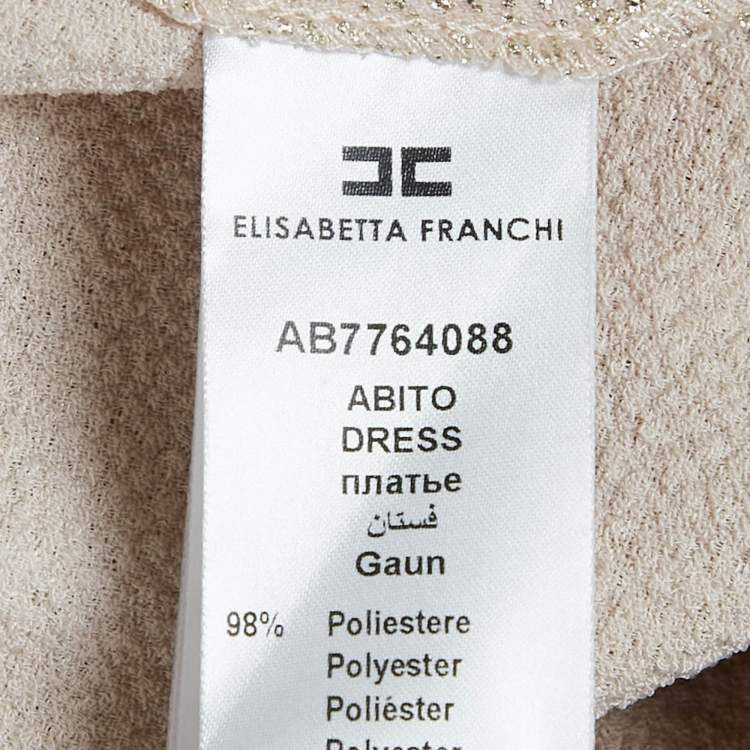 ELISABETTA FRANCHI
AB7764088
ABITO
DRESS
платье
فستان
Gaun
98% Poliestere
Polyester
Poliéster